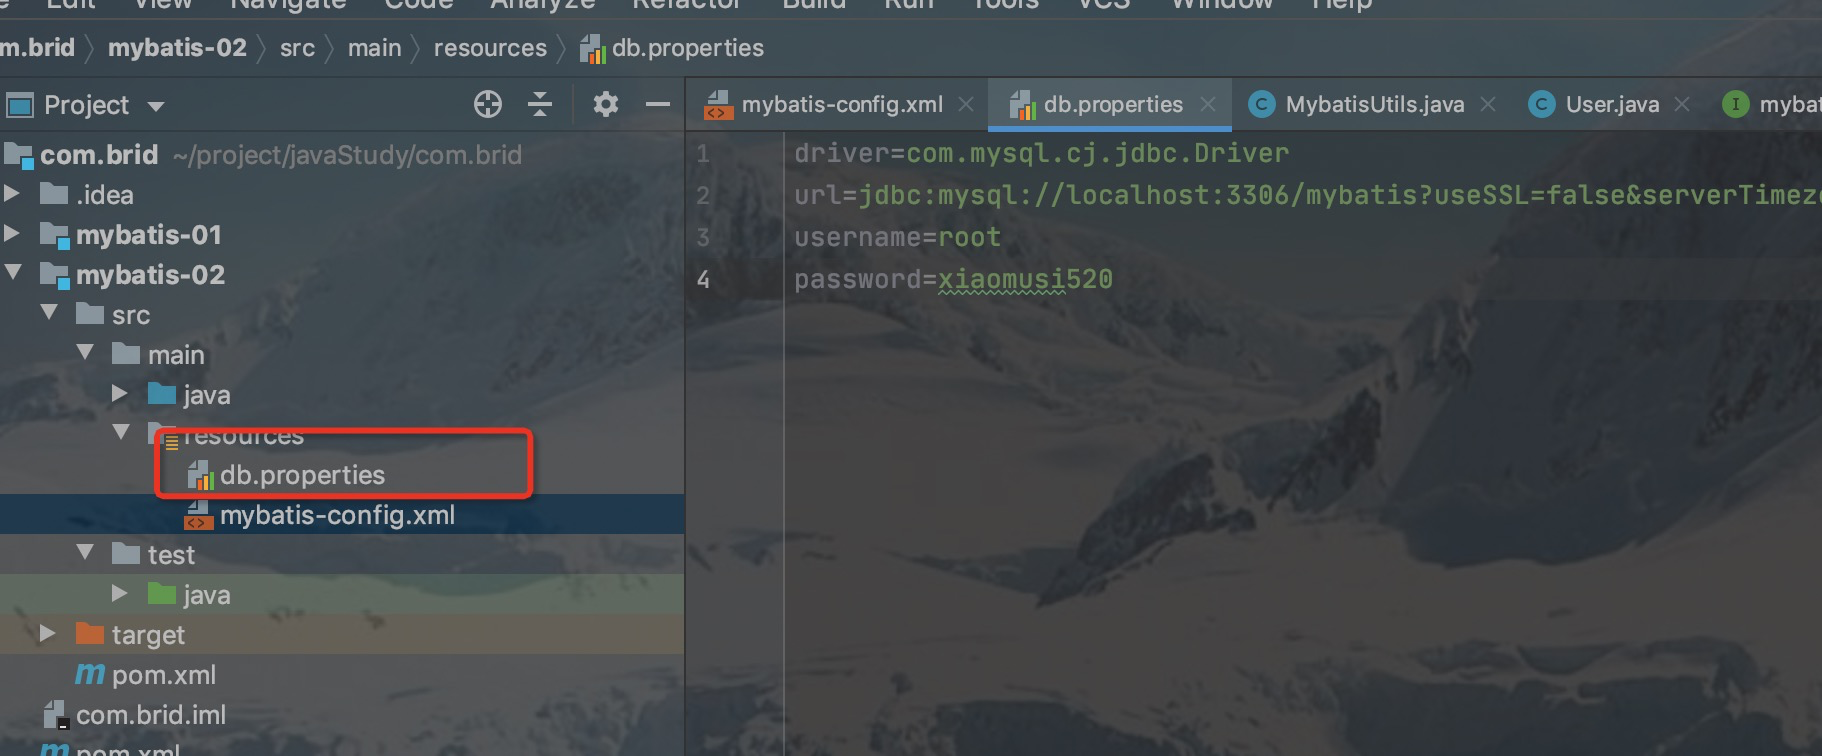 Edit View Navigate Code Analyze Refactor Build Run Tools VCS Window Help
m.brid mybatis-02 src main resources db.properties
Project
mybatis-config.xml db.properties MybatisUtils.java User.java mybat
com.brid ~/project/javaStudy/com.brid
.idea
mybatis-01
mybatis-02
src
main
java
resources
db.properties
mybatis-config.xml
test
java
target
pom.xml
com.brid.iml
pom.xml
1 driver=com.mysql.cj.jdbc.Driver
2 url=jdbc:mysql://localhost:3306/mybatis?useSSL=false&serverTimez
3 username=root
4 password=xiaomusi520